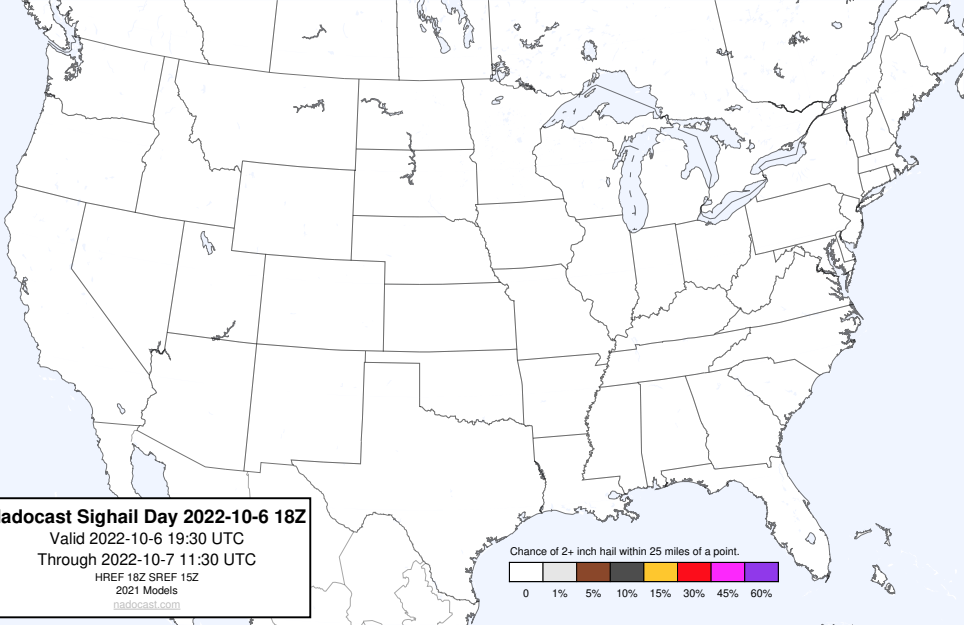 adocast Sighail Day 2022-10-6 18Z
Valid 2022-10-6 19:30 UTC
Through 2022-10-7 11:30 UTC
HREF 18Z SREF 15Z
2021 Models
nadocast.com
Chance of 2+ inch hail within 25 miles of a point.
0 1% 5% 10% 15% 30% 45% 60%